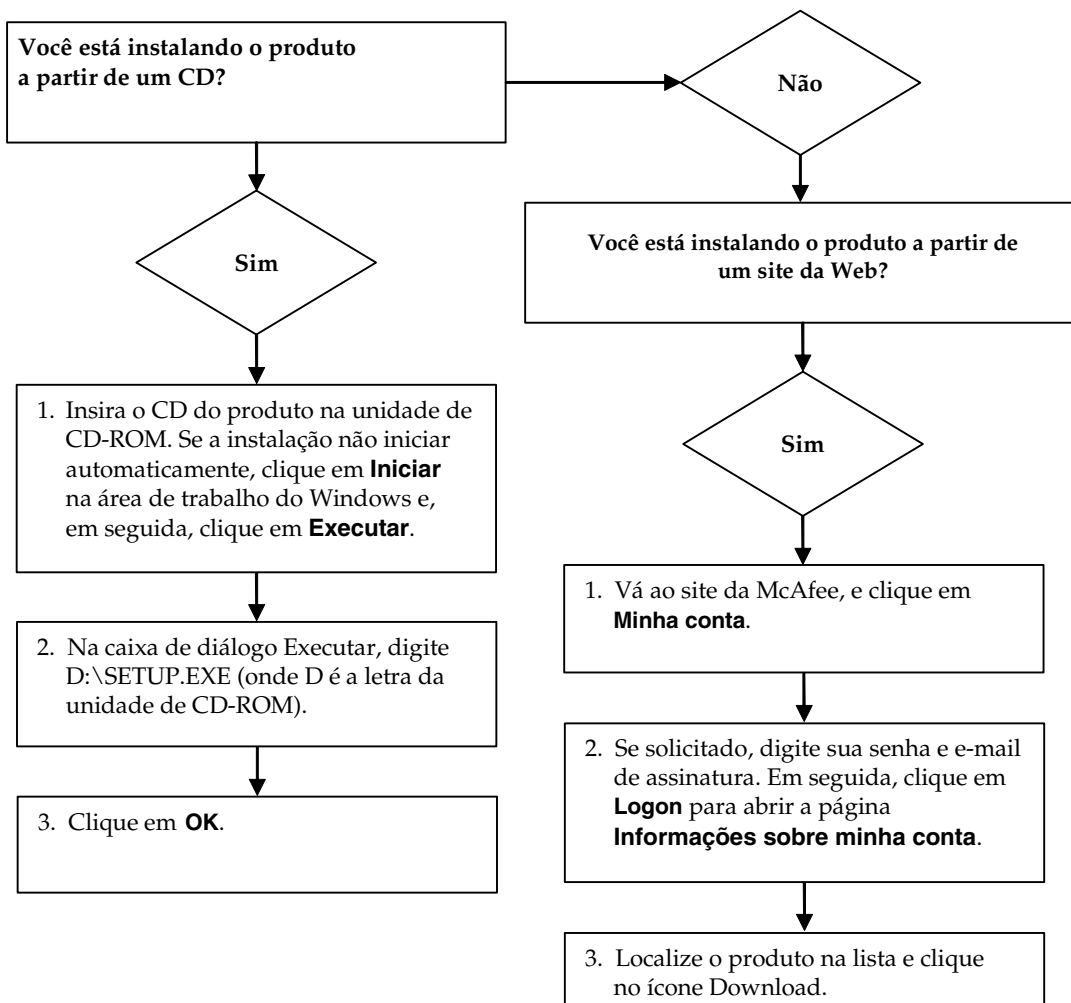 Você está instalando o produto
a partir de um CD?
Não
Sim
Você está instalando o produto a partir de
um site da Web?
Sim
1. Insira o CD do produto na unidade de
CD-ROM. Se a instalação não iniciar
automaticamente, clique em Iniciar
na área de trabalho do Windows e,
em seguida, clique em Executar.
2. Na caixa de diálogo Executar, digite
D:\SETUP.EXE (onde D é a letra da
unidade de CD-ROM).
3. Clique em OK.
1. Vá ao site da McAfee, e clique em
Minha conta.
2. Se solicitado, digite sua senha e e-mail
de assinatura. Em seguida, clique em
Logon para abrir a página
Informações sobre minha conta.
3. Localize o produto na lista e clique
no ícone Download.